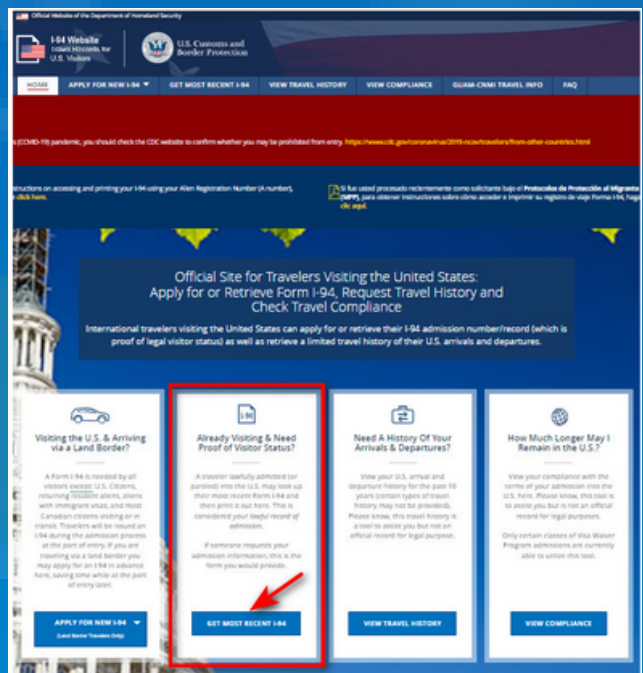 Official Website of the Department of Homeland Security
I-94 Website
Travel Records for
U.S. Visitors
U.S. Customs and
Border Protection
HOME APPLY FOR NEW I-94 GET MOST RECENT I-94 VIEW TRAVEL HISTORY VIEW COMPLIANCE GUAM-CNMI TRAVEL INFO FAQ
s (COVID-19) pandemic, you should check the CDC website to confirm whether you may be prohibited from entry. https://www.cdc.gov/coronavirus/2019-ncov/travelers/from-other-countries.html
structions on accessing and printing your I-94 using your Alien Registration Number (A number),
click here.
Si fue usted procesado recientemente como solicitante bajo el Protocolos de Protección al Migrante
(MPP), para obtener instrucciones sobre cómo acceder e imprimir su registro de viaje Forma I-94, haga
clic aquí.
Official Site for Travelers Visiting the United States:
Apply for or Retrieve Form I-94, Request Travel History and
Check Travel Compliance
International travelers visiting the United States can apply for or retrieve their I-94 admission number/record (which is
proof of legal visitor status) as well as retrieve a limited travel history of their U.S. arrivals and departures.
Visiting the U.S. & Arriving
via a Land Border?
A Form I-94 is needed by all
visitors except U.S. Citizens,
returning resident aliens, aliens
with immigrant visas, and most
Canadian citizens visiting or in
transit. Travelers will be issued an
I-94 during the admission process
at the port of entry. If you are
traveling via a land border you
may apply for an I-94 in advance
here, saving time while at the port
of entry later.
APPLY FOR NEW I-94
(Land Border Travelers Only)
I-94
Already Visiting & Need
Proof of Visitor Status?
A traveler lawfully admitted (or
paroled) into the U.S. may look up
their most recent Form I-94 and
then print it out here. This is
considered your lawful record of
admission.
If someone requests your
admission information, this is the
form you would provide.
GET MOST RECENT I-94
Need A History Of Your
Arrivals & Departures?
View your U.S. arrival and
departure history for the past 10
years (certain types of travel
history may not be provided).
Please know, this travel history is
a tool to assist you but not an
official record for legal purpose.
VIEW TRAVEL HISTORY
How Much Longer May I
Remain in the U.S.?
View your compliance with the
terms of your admission into the
U.S. here. Please know, this tool is
to assist you but is not an official
record for legal purposes.
Only certain classes of Visa Waiver
Program admissions are currently
able to utilize this tool.
VIEW COMPLIANCE